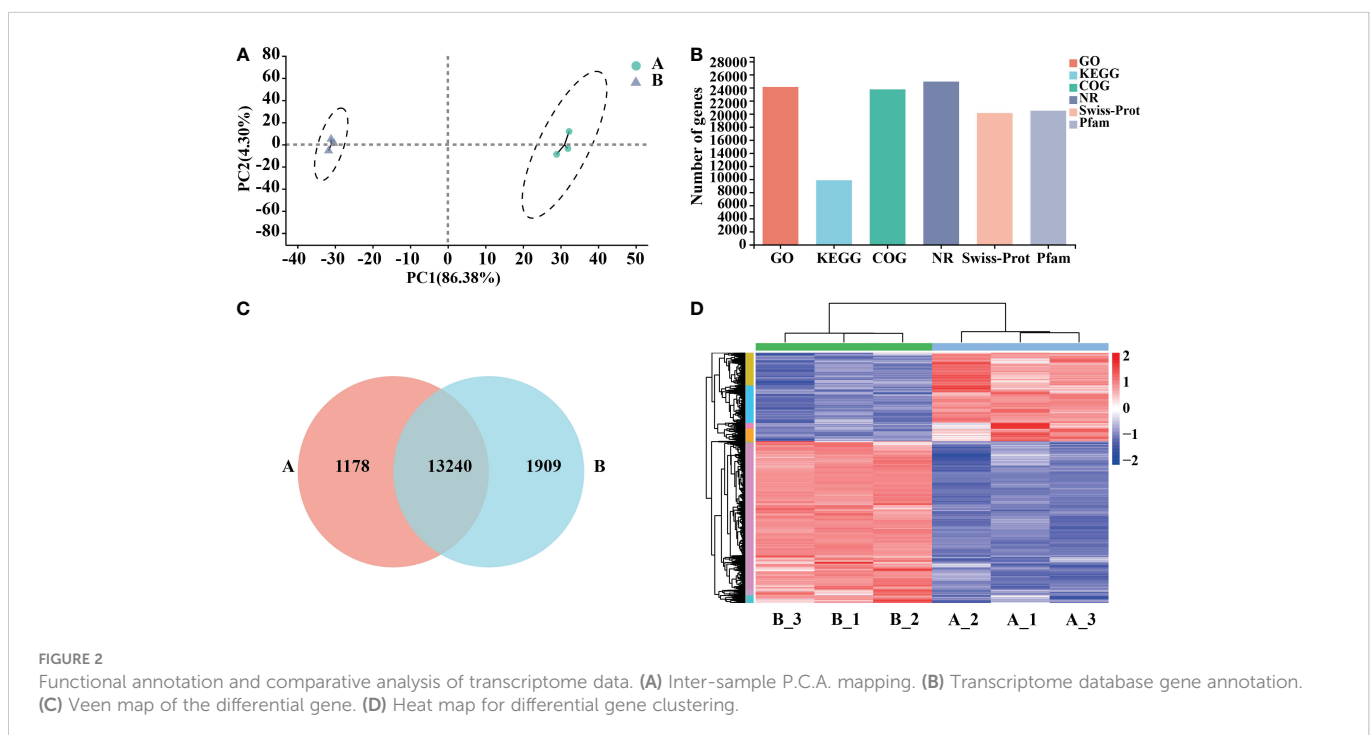 A
80
60
40
20
0
-20
-40
-60
-80
PC2(4.30%)
-40 -30 -20 -10 0 10 20 30 40 50
PC1(86.38%)
A
B
B
28000
26000
24000
22000
20000
18000
16000
14000
12000
10000
8000
6000
4000
2000
0
Number of genes
GO KEGG COG NR Swiss-Prot Pfam
GO
KEGG
COG
NR
Swiss-Prot
Pfam
C
A 1178 13240 1909 B
D
2
1
0
−1
−2
B_3 B_1 B_2 A_2 A_1 A_3
FIGURE 2
Functional annotation and comparative analysis of transcriptome data. (A) Inter-sample P.C.A. mapping. (B) Transcriptome database gene annotation.
(C) Veen map of the differential gene. (D) Heat map for differential gene clustering.